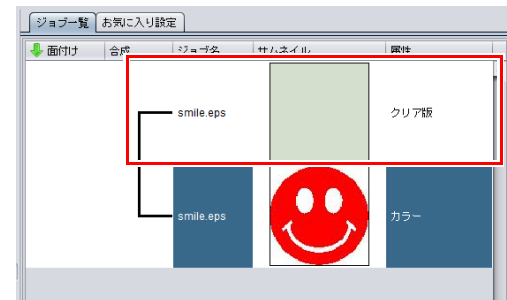 ジョブ一覧 お気に入り設定
面付け 合成 ジョブ名 サムネイル 属性
smile.eps クリア版
smile.eps カラー